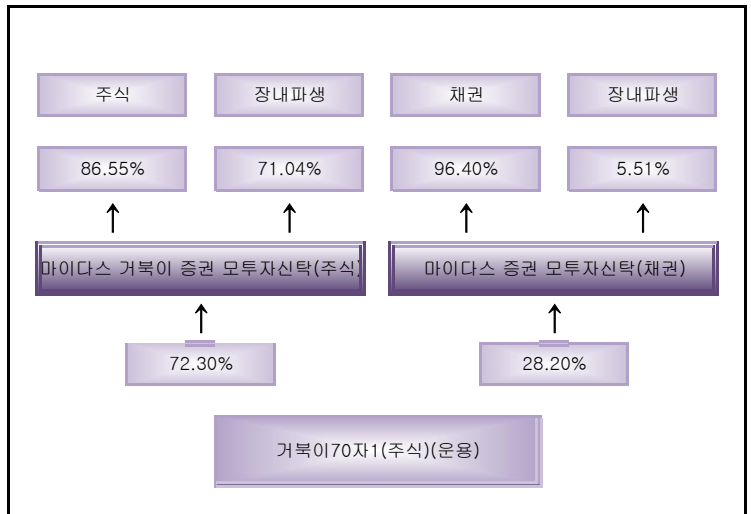 주식 장내파생 채권 장내파생
86.55% 71.04% 96.40% 5.51%
마이다스 거북이 증권 모투자신탁(주식) 마이다스 증권 모투자신탁(채권)
72.30% 28.20%
거북이70자1(주식)(운용)